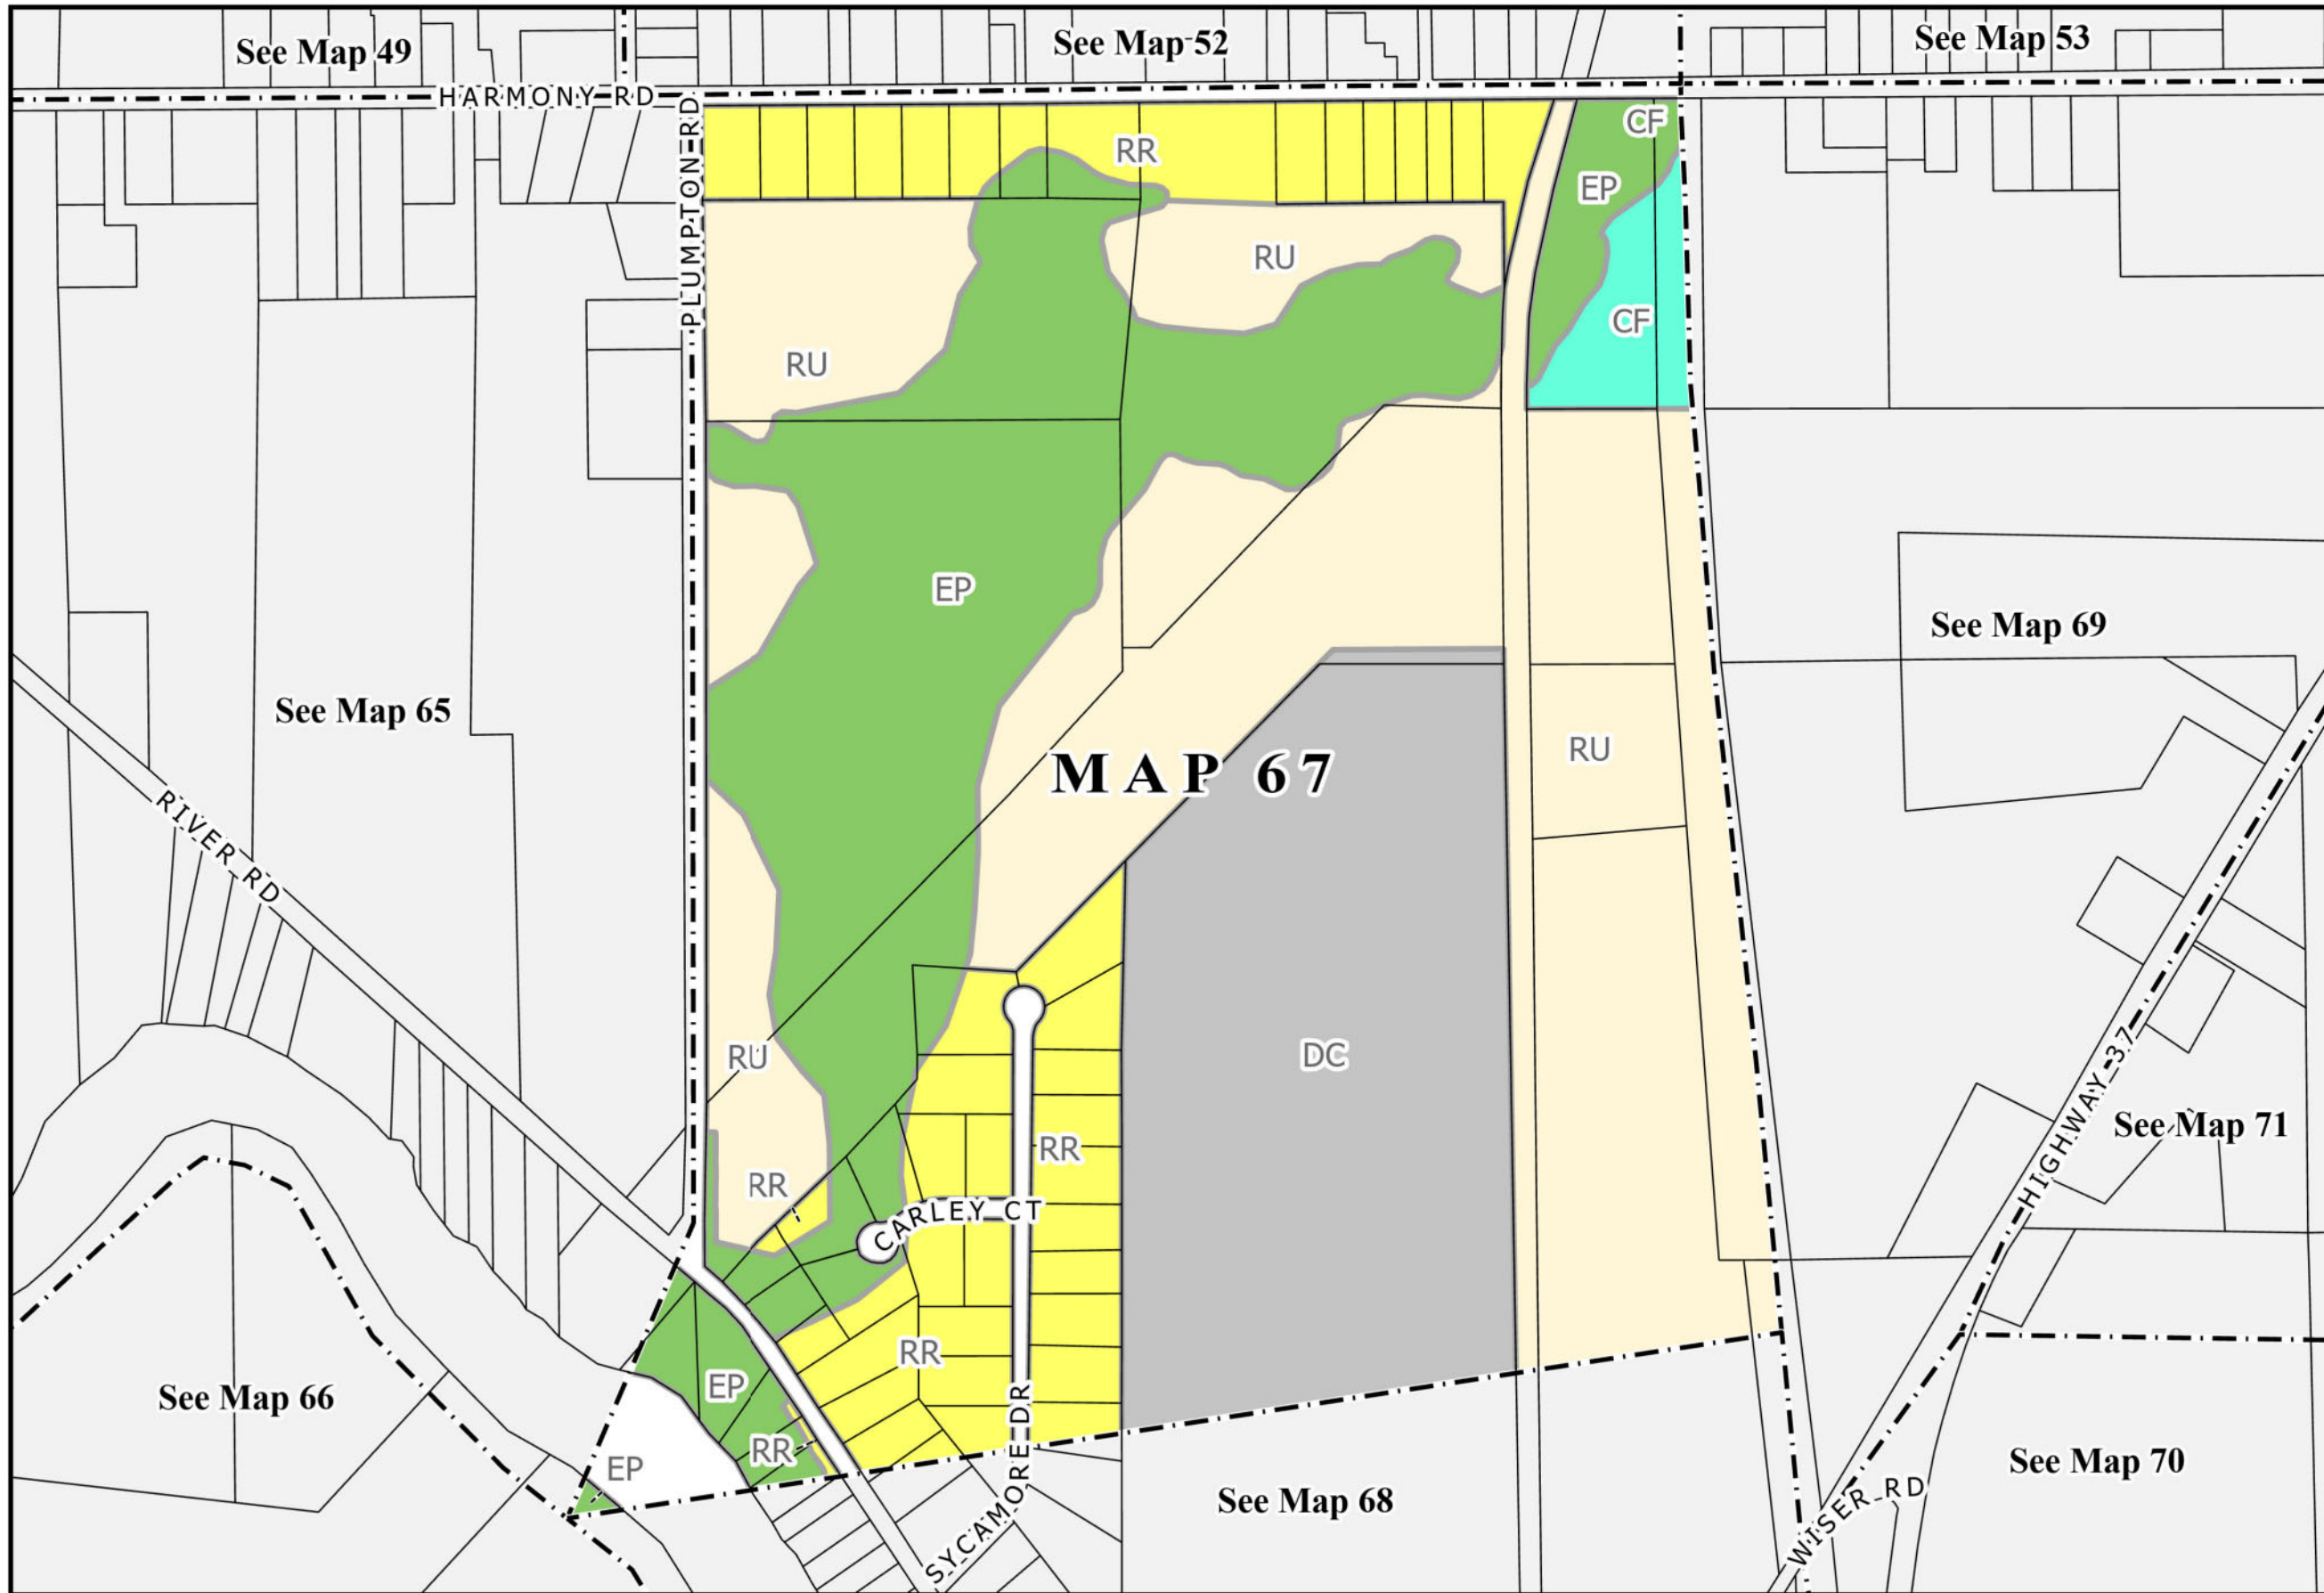 See Map 49
See Map 52
See Map 53
HARMONY RD
PLUMPTON RD
CF
RR
EP
RU
CF
RU
EP
See Map 69
See Map 65
RU
MAP 67
RIVER RD
RU
DC
HIGHWAY 37
See Map 71
RR
RR
CARLEY CT
RR
EP
See Map 66
SYCAMORE DR
RR
See Map 70
EP
See Map 68
WISER RD